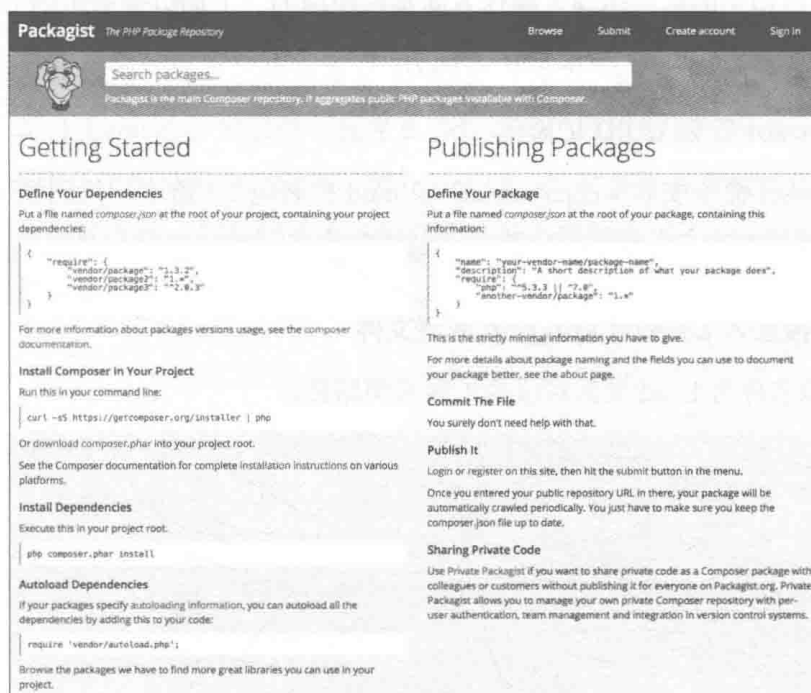 Packagist The PHP Package Repository
Browse Submit Create account Sign in
Search packages...
Packagist is the main Composer repository. It aggregates public PHP packages installable with Composer.
Getting Started
Define Your Dependencies
Put a file named composer.json at the root of your project, containing your project
dependencies:
{
"require": {
"vendor/package": "1.3.2",
"vendor/package2": "1.*",
"vendor/package3": "^2.0.3"
}
}
For more information about packages versions usage, see the composer
documentation.
Install Composer in Your Project
Run this in your command line:
curl -sS https://getcomposer.org/installer | php
Or download composer.phar into your project root.
See the Composer documentation for complete installation instructions on various
platforms.
Install Dependencies
Execute this in your project root.
php composer.phar install
Autoload Dependencies
If your packages specify autoloading information, you can autoload all the
dependencies by adding this to your code:
require 'vendor/autoload.php';
Browse the packages we have to find more great libraries you can use in your
project.
Publishing Packages
Define Your Package
Put a file named composer.json at the root of your package, containing this
information:
{
"name": "your-vendor-name/package-name",
"description": "A short description of what your package does",
"require": {
"php": "^5.3.3 || ^7.0",
"another-vendor/package": "1.*"
}
}
This is the strictly minimal information you have to give.
For more details about package naming and the fields you can use to document
your package better, see the about page.
Commit The File
You surely don't need help with that.
Publish It
Login or register on this site, then hit the submit button in the menu.
Once you entered your public repository URL in there, your package will be
automatically crawled periodically. You just have to make sure you keep the
composer.json file up to date.
Sharing Private Code
Use Private Packagist if you want to share private code as a Composer package with
colleagues or customers without publishing it for everyone on Packagist.org. Private
Packagist allows you to manage your own private Composer repository with per-
user authentication, team management and integration in version control systems.